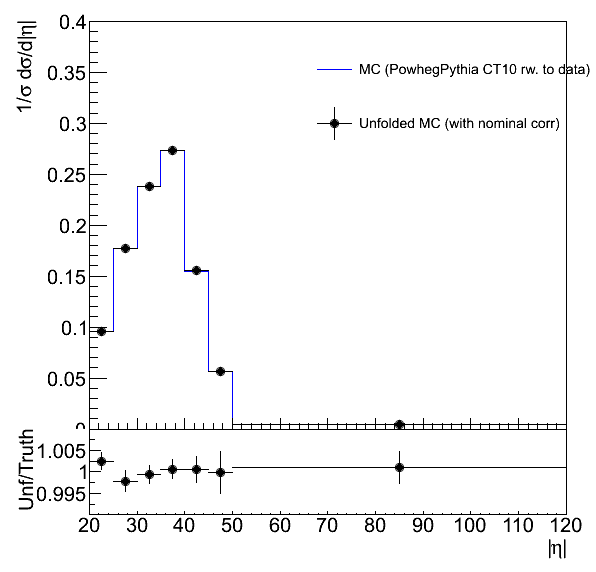 1/σ dσ/d|η|
0.4
0.35
0.3
0.25
0.2
0.15
0.1
0.05
0
MC (PowhegPythia CT10 rw. to data)
Unfolded MC (with nominal corr)
Unf/Truth
1.005
1
0.995
20 30 40 50 60 70 80 90 100 110 120
|η|